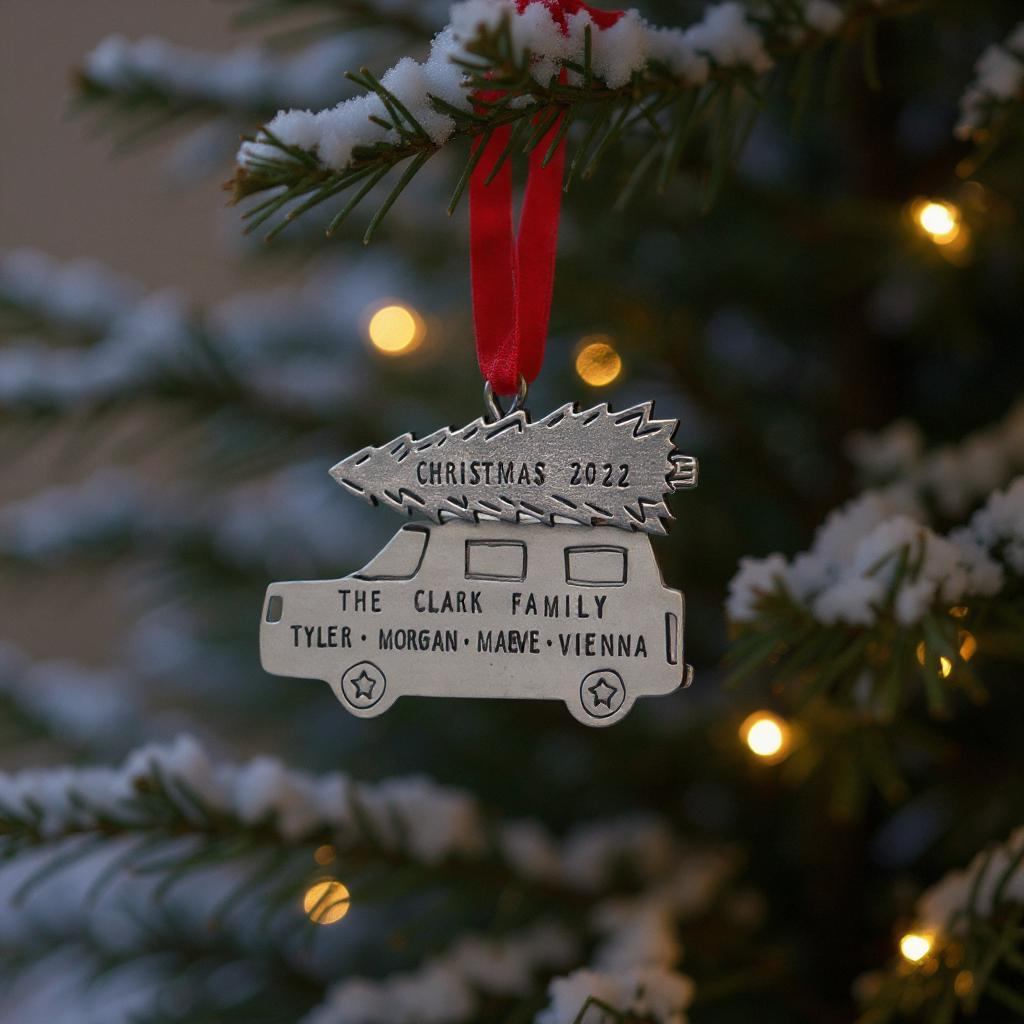 CHRISTMAS 2022
THE CLARK FAMILY
TYLER · MORGAN · MAEVE · VIENNA